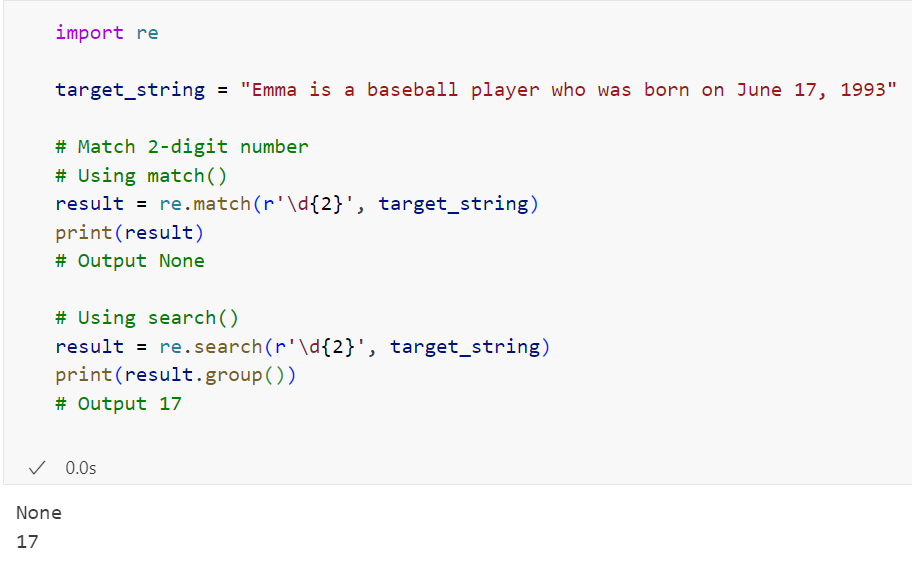 import re
target_string = "Emma is a baseball player who was born on June 17, 1993"
# Match 2-digit number
# Using match()
result = re.match(r'\d{2}', target_string)
print(result)
# Output None
# Using search()
result = re.search(r'\d{2}', target_string)
print(result.group())
# Output 17
0.0s
None
17